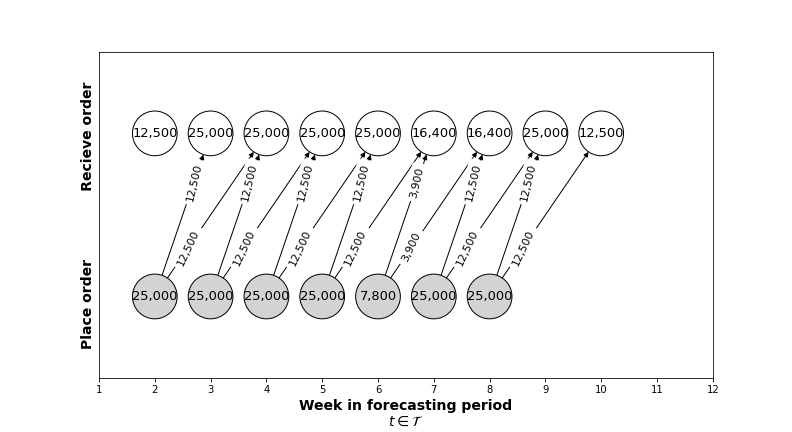 Recieve order
12,500 25,000 25,000 25,000 25,000 16,400 16,400 25,000 12,500
12,500 12,500 12,500 12,500 3,900 12,500 12,500
12,500 12,500 12,500 12,500 3,900 12,500 12,500
Place order
25,000 25,000 25,000 25,000 7,800 25,000 25,000
1 2 3 4 5 6 7 8 9 10 11 12
Week in forecasting period
t ∈ 𝒯